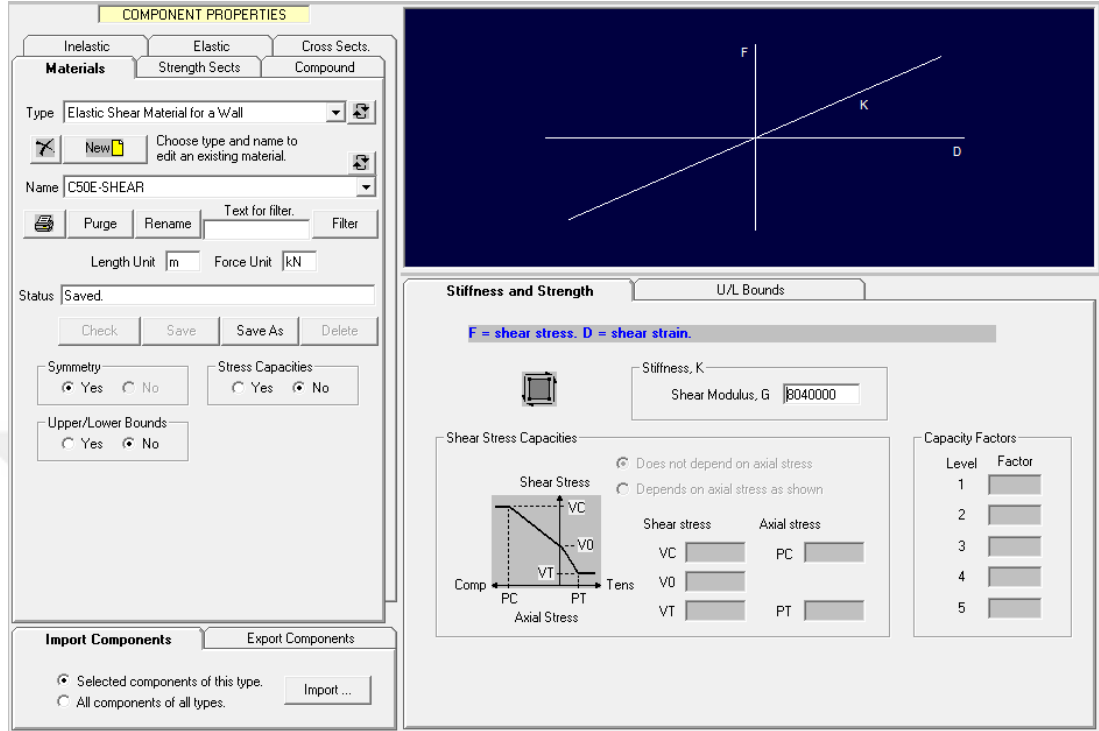 COMPONENT PROPERTIES
Inelastic Elastic Cross Sects.
Materials Strength Sects Compound
Type Elastic Shear Material for a Wall
New Choose type and name to
edit an existing material.
Name C50E-SHEAR
Text for filter.
Purge Rename Filter
Length Unit m Force Unit kN
Status Saved.
Check Save Save As Delete
Symmetry
Yes No
Stress Capacities
Yes No
Upper/Lower Bounds
Yes No
Import Components Export Components
Selected components of this type.
All components of all types.
Import ...
F
K
D
Stiffness and Strength U/L Bounds
F = shear stress. D = shear strain.
Stiffness, K
Shear Modulus, G 8040000
Shear Stress Capacities
Does not depend on axial stress
Depends on axial stress as shown
Shear Stress
VC
V0
VT
Comp Tens
PC PT
Axial Stress
Shear stress Axial stress
VC PC
V0
VT PT
Capacity Factors
Level Factor
1
2
3
4
5